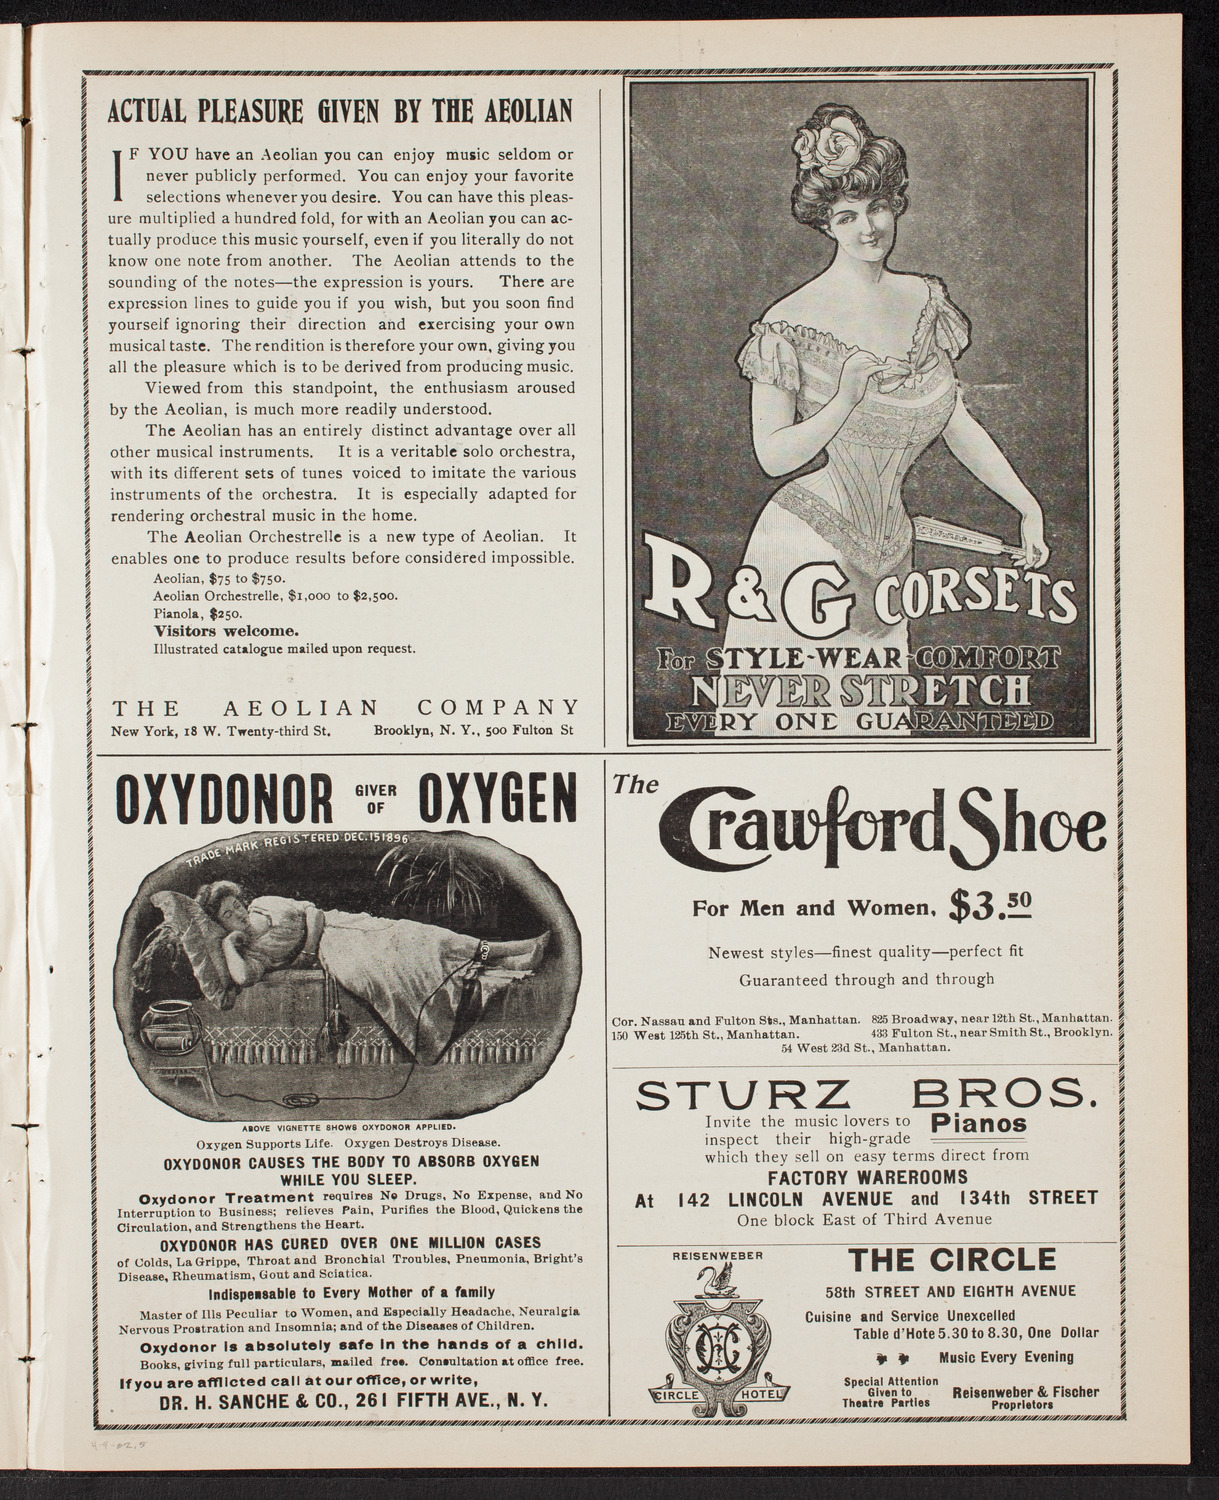 ACTUAL PLEASURE GIVEN BY THE AEOLIAN
IF YOU have an Aeolian you can enjoy music seldom or
never publicly performed. You can enjoy your favorite
selections whenever you desire. You can have this pleas-
ure multiplied a hundred fold, for with an Aeolian you can ac-
tually produce this music yourself, even if you literally do not
know one note from another. The Aeolian attends to the
sounding of the notes—the expression is yours. There are
expression lines to guide you if you wish, but you soon find
yourself ignoring their direction and exercising your own
musical taste. The rendition is therefore your own, giving you
all the pleasure which is to be derived from producing music.
Viewed from this standpoint, the enthusiasm aroused
by the Aeolian, is much more readily understood.
The Aeolian has an entirely distinct advantage over all
other musical instruments. It is a veritable solo orchestra,
with its different sets of tunes voiced to imitate the various
instruments of the orchestra. It is especially adapted for
rendering orchestral music in the home.
The Aeolian Orchestrelle is a new type of Aeolian. It
enables one to produce results before considered impossible.
Aeolian, $75 to $750.
Aeolian Orchestrelle, $1,000 to $2,500.
Pianola, $250.
Visitors welcome.
Illustrated catalogue mailed upon request.
THE AEOLIAN COMPANY
New York, 18 W. Twenty-third St. Brooklyn, N. Y., 500 Fulton St
R & G CORSETS
For STYLE-WEAR-COMFORT
NEVER STRETCH
EVERY ONE GUARANTEED
OXYDONOR GIVER OF OXYGEN
TRADE MARK REGISTERED DEC. 15 1896
ABOVE VIGNETTE SHOWS OXYDONOR APPLIED.
Oxygen Supports Life. Oxygen Destroys Disease.
OXYDONOR CAUSES THE BODY TO ABSORB OXYGEN
WHILE YOU SLEEP.
Oxydonor Treatment requires No Drugs, No Expense, and No
Interruption to Business; relieves Pain, Purifies the Blood, Quickens the
Circulation, and Strengthens the Heart.
OXYDONOR HAS CURED OVER ONE MILLION CASES
of Colds, La Grippe, Throat and Bronchial Troubles, Pneumonia, Bright's
Disease, Rheumatism, Gout and Sciatica.
Indispensable to Every Mother of a family
Master of Ills Peculiar to Women, and Especially Headache, Neuralgia
Nervous Prostration and Insomnia; and of the Diseases of Children.
Oxydonor is absolutely safe in the hands of a child.
Books, giving full particulars, mailed free. Consultation at office free.
If you are afflicted call at our office, or write,
DR. H. SANCHE & CO., 261 FIFTH AVE., N. Y.
The Crawford Shoe
For Men and Women, $3.50
Newest styles—finest quality—perfect fit
Guaranteed through and through
Cor. Nassau and Fulton Sts., Manhattan. 825 Broadway, near 12th St., Manhattan.
150 West 125th St., Manhattan. 433 Fulton St., near Smith St., Brooklyn.
54 West 23d St., Manhattan.
STURZ BROS.
Invite the music lovers to Pianos
inspect their high-grade
which they sell on easy terms direct from
FACTORY WAREROOMS
At 142 LINCOLN AVENUE and 134th STREET
One block East of Third Avenue
REISENWEBER
CIRCLE HOTEL
THE CIRCLE
58th STREET AND EIGHTH AVENUE
Cuisine and Service Unexcelled
Table d'Hote 5.30 to 8.30, One Dollar
Music Every Evening
Special Attention
Given to
Theatre Parties
Reisenweber & Fischer
Proprietors
4-9-02,5